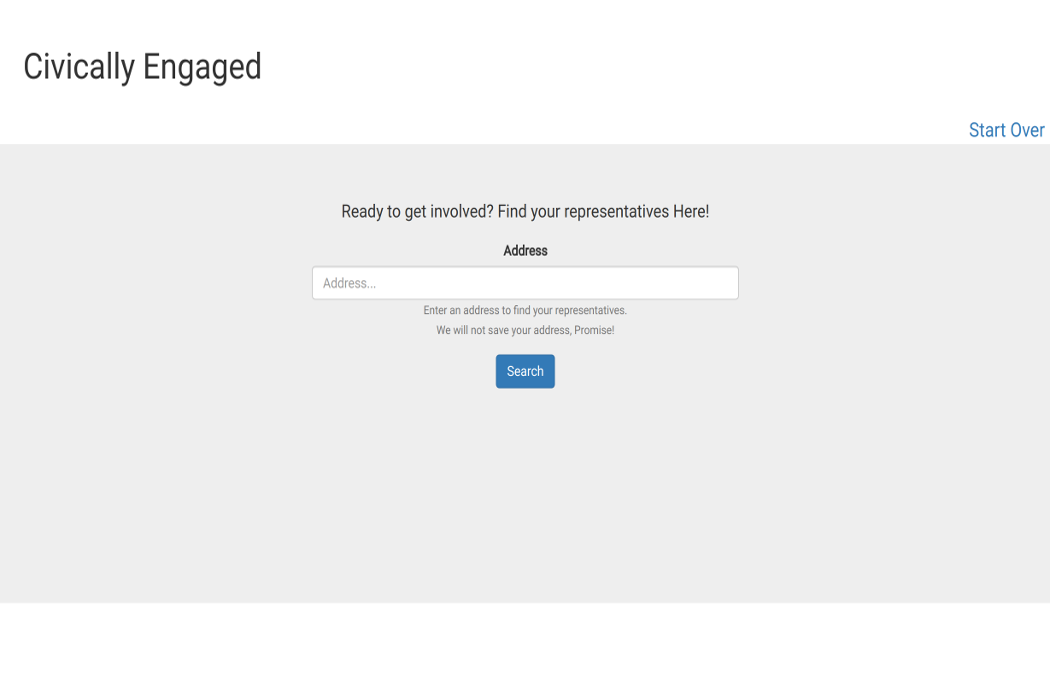 Civically Engaged
Start Over
Ready to get involved? Find your representatives Here!
Address
Address...
Enter an address to find your representatives.
We will not save your address, Promise!
Search